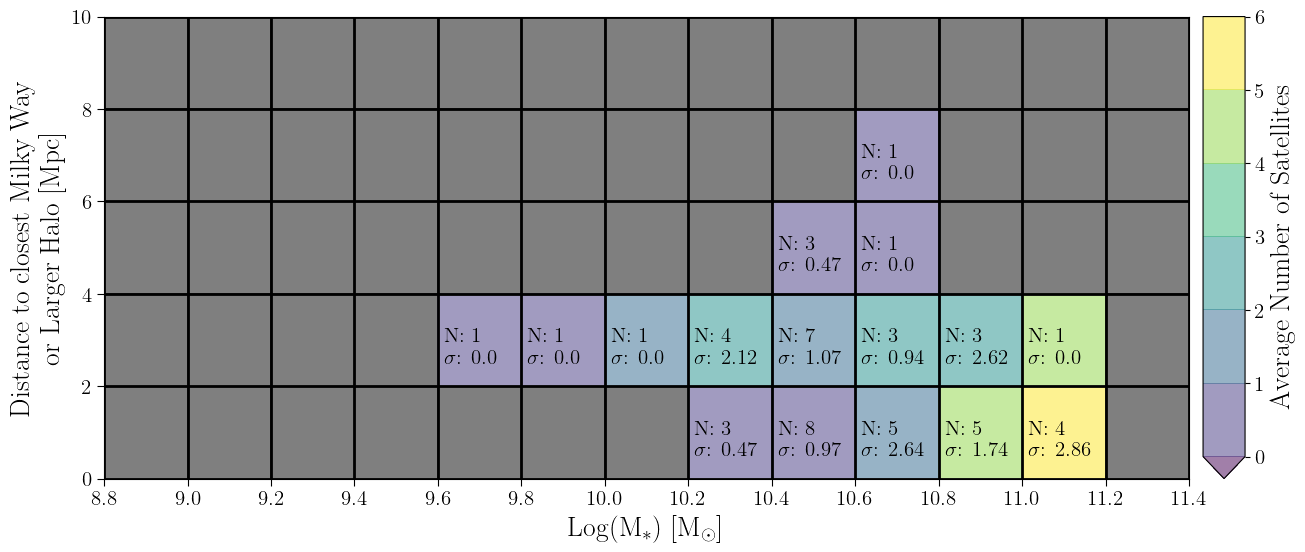 10
8
6
4
2
0
Distance to closest Milky Way
or Larger Halo [Mpc]
N: 1
σ: 0.0
N: 3
σ: 0.47
N: 1
σ: 0.0
N: 1
σ: 0.0
N: 1
σ: 0.0
N: 1
σ: 0.0
N: 4
σ: 2.12
N: 7
σ: 1.07
N: 3
σ: 0.94
N: 3
σ: 2.62
N: 1
σ: 0.0
N: 3
σ: 0.47
N: 8
σ: 0.97
N: 5
σ: 2.64
N: 5
σ: 1.74
N: 4
σ: 2.86
8.8 9.0 9.2 9.4 9.6 9.8 10.0 10.2 10.4 10.6 10.8 11.0 11.2 11.4
Log(M*) [M☉]
6
5
4
3
2
1
0
Average Number of Satellites